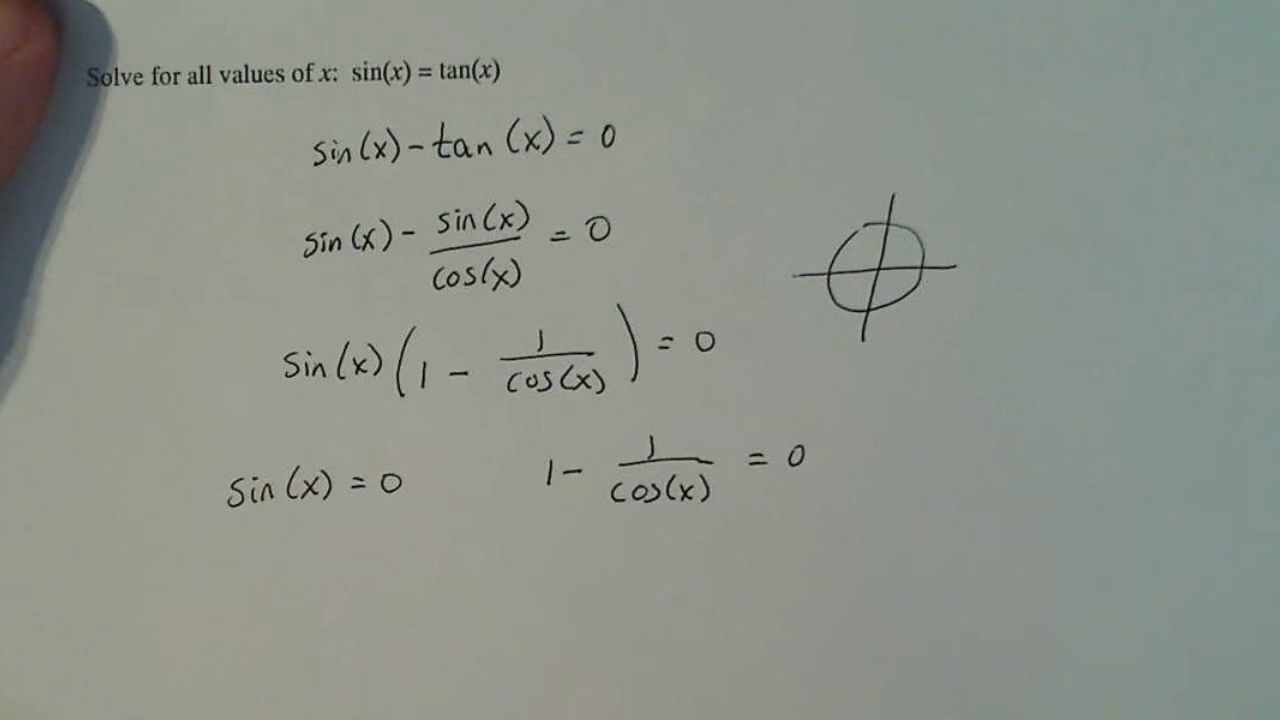 Solve for all values of x: sin(x) = tan(x)
sin(x) - tan(x) = 0
sin(x) - sin(x)/cos(x) = 0
sin(x)(1 - 1/cos(x)) = 0
sin(x) = 0    1 - 1/cos(x) = 0